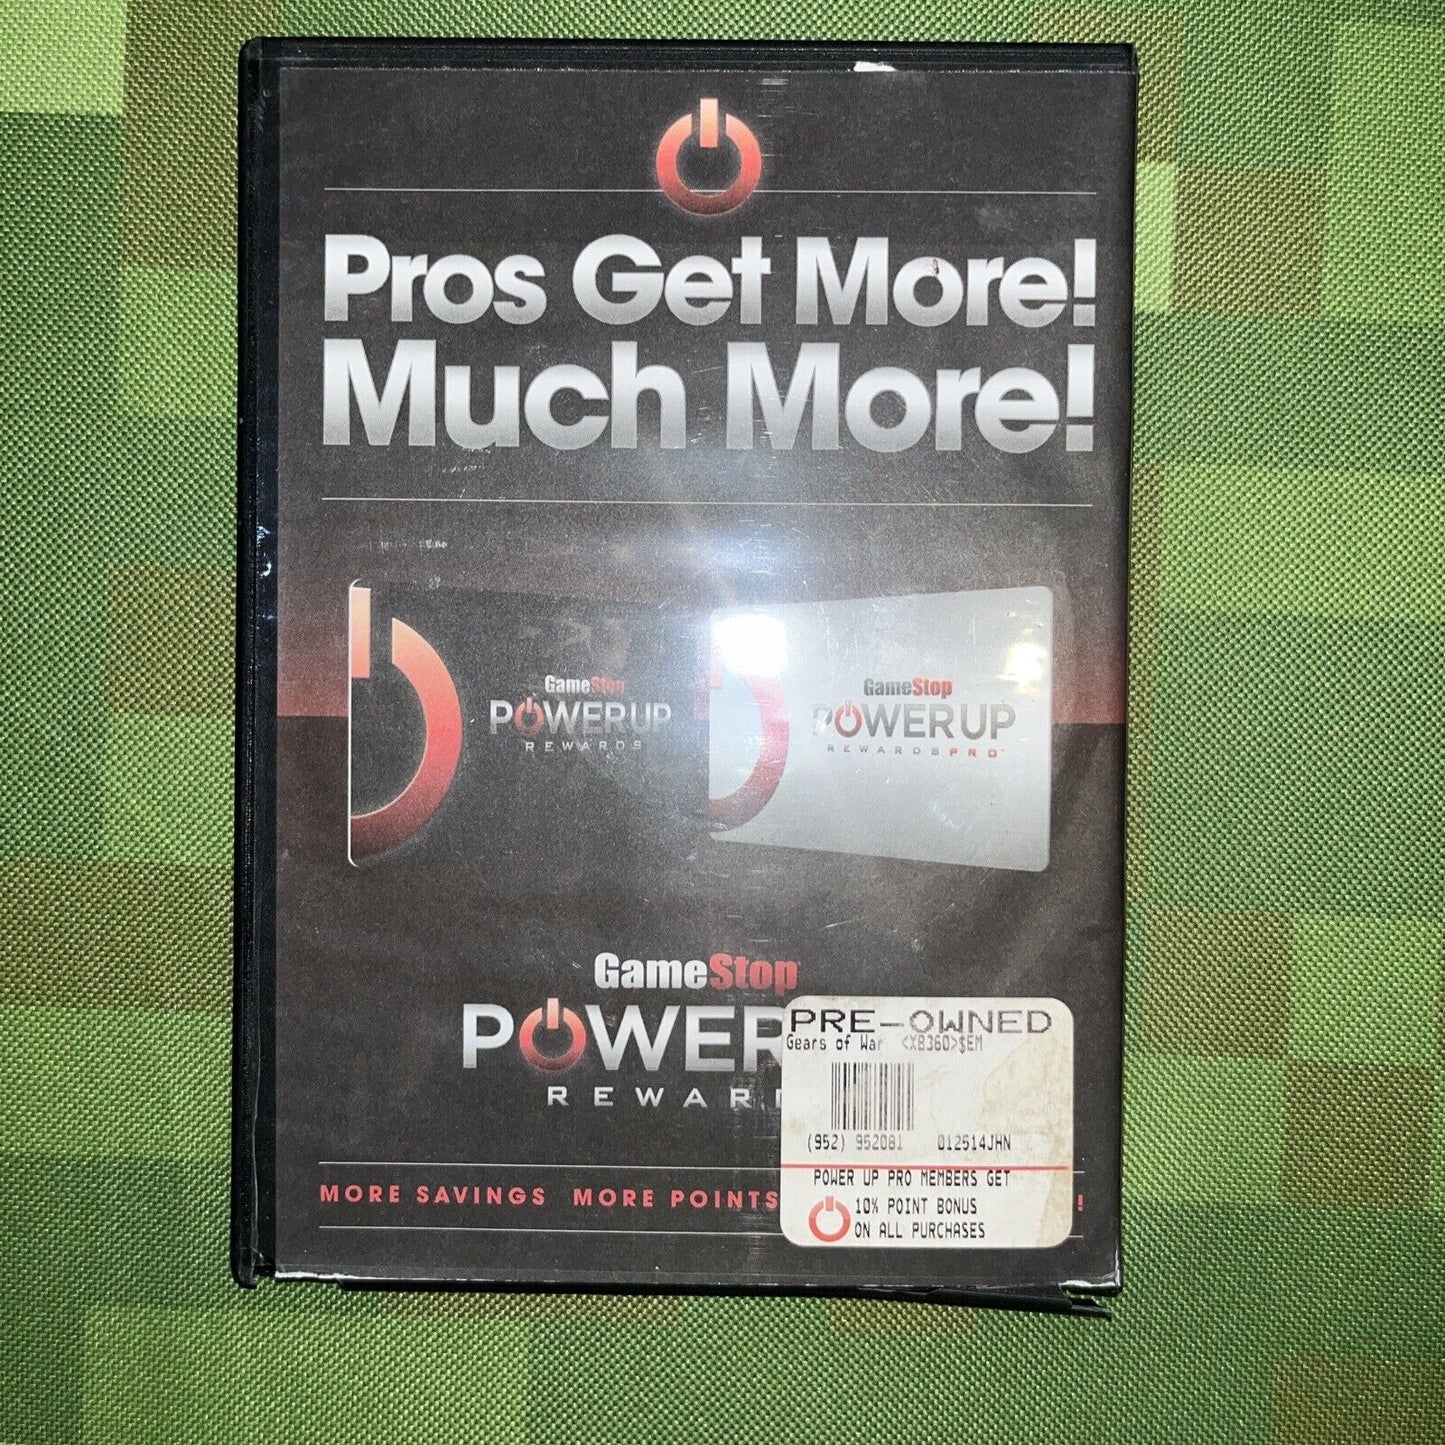 Pros Get More!
Much More!
GameStop
POWERUP
REWARDS
GameStop
POWERUP
REWARDSPRO
GameStop
POWER
REWAR
MORE SAVINGS MORE POINTS !
PRE-OWNED
Gears of War <XB360>$EM
(952) 952081 012514JHN
POWER UP PRO MEMBERS GET
10% POINT BONUS
ON ALL PURCHASES